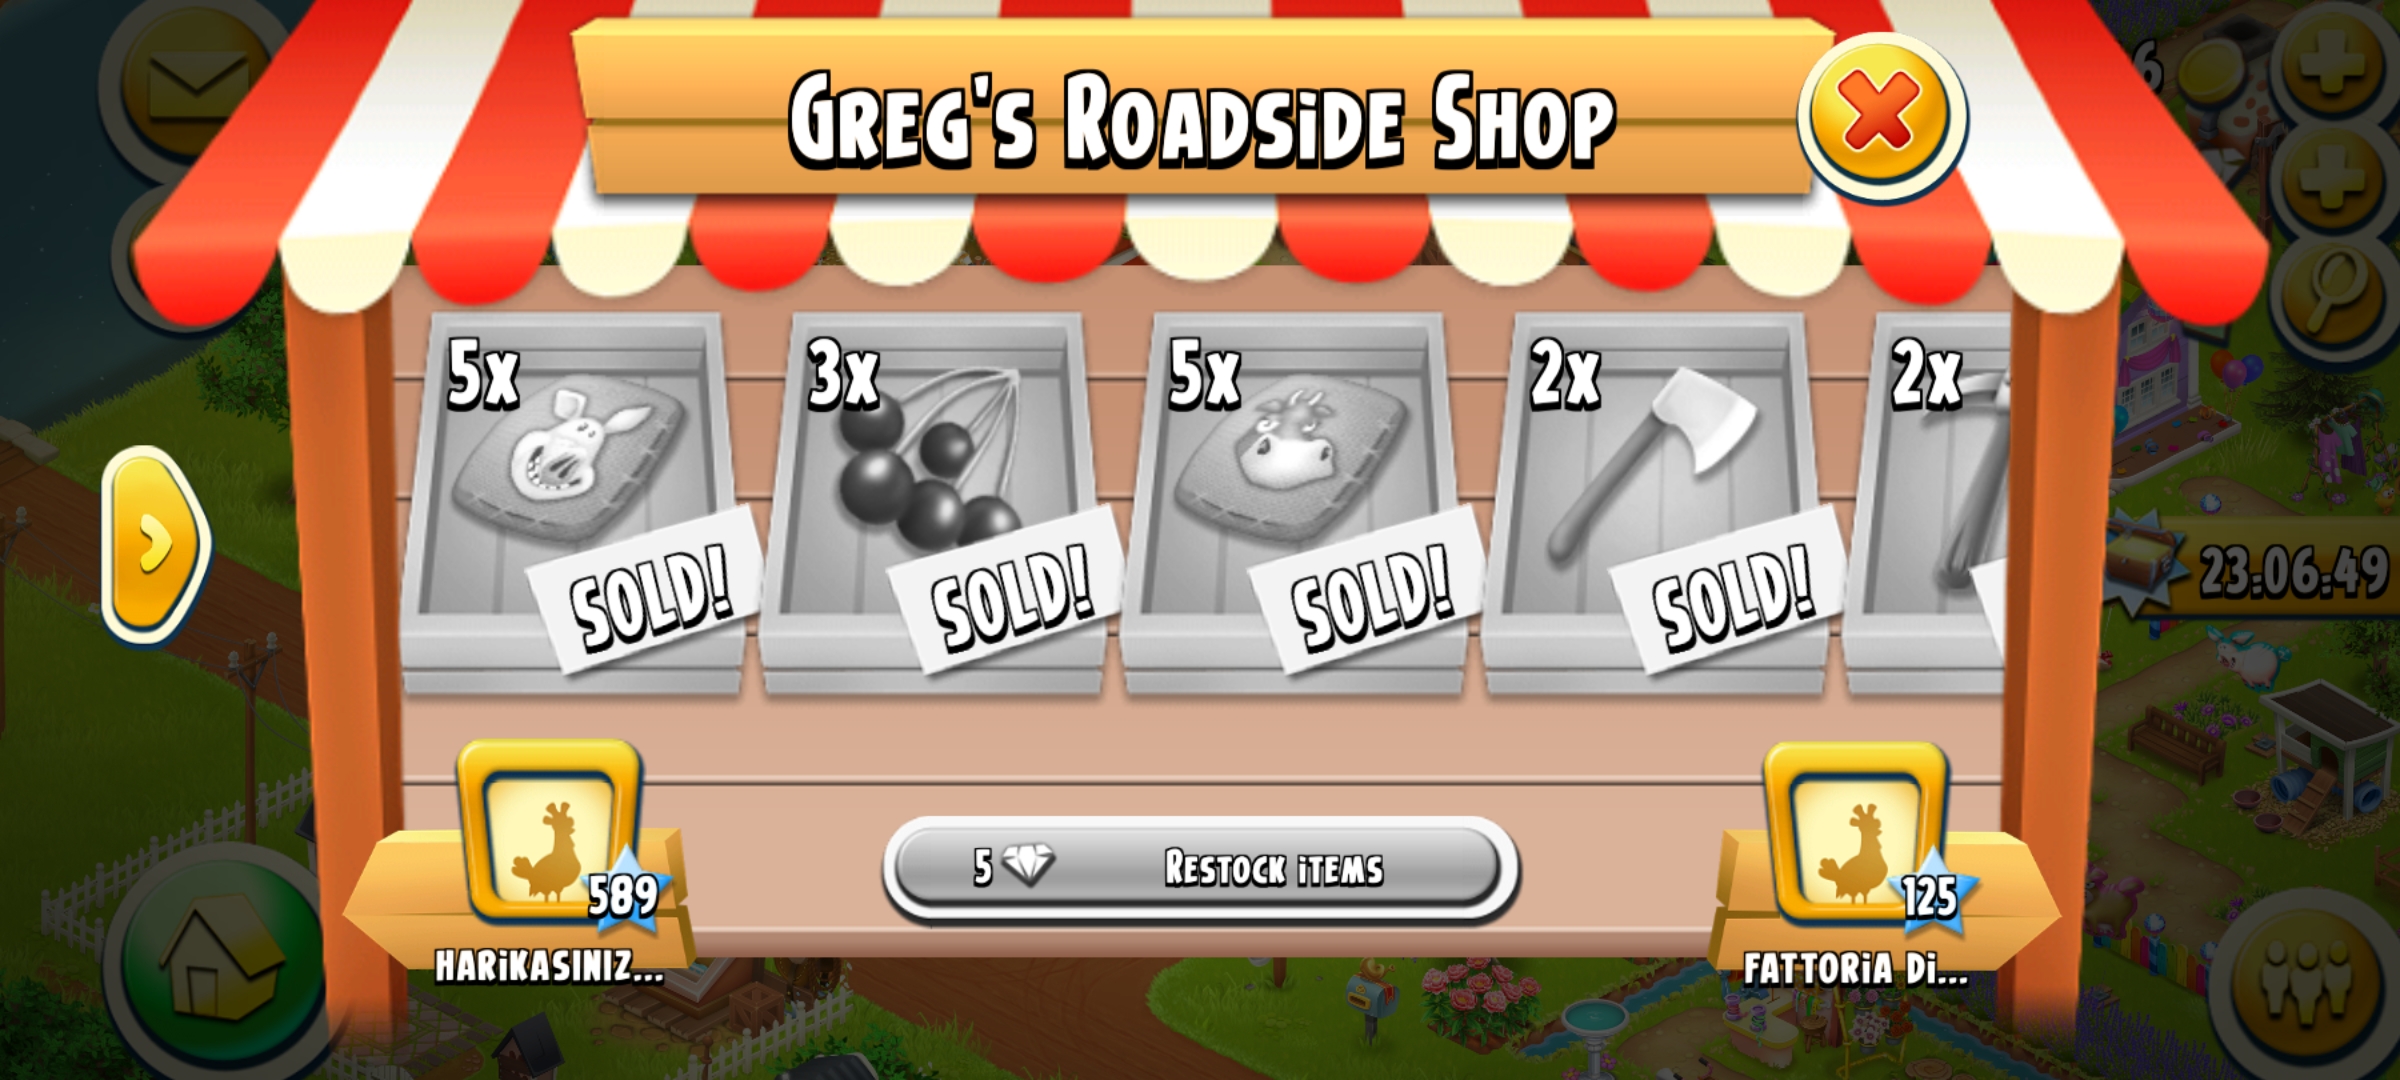 GREG'S ROADSIDE SHOP
5x
3x
5x
2x
2x
SOLD!
SOLD!
SOLD!
SOLD!
23:06:49
589
5
RESTOCK ITEMS
125
HARIKASINIZ...
FATTORIA DI...